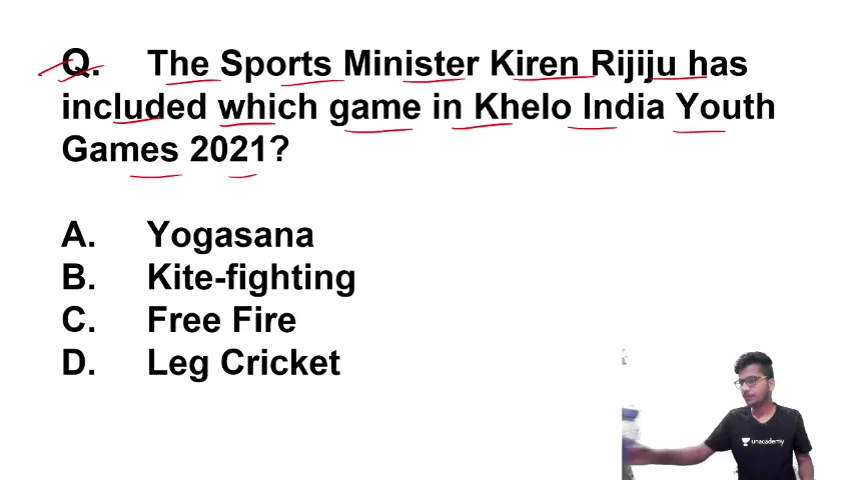 Q. The Sports Minister Kiren Rijiju has
included which game in Khelo India Youth
Games 2021?
A. Yogasana
B. Kite-fighting
C. Free Fire
D. Leg Cricket
unacademy